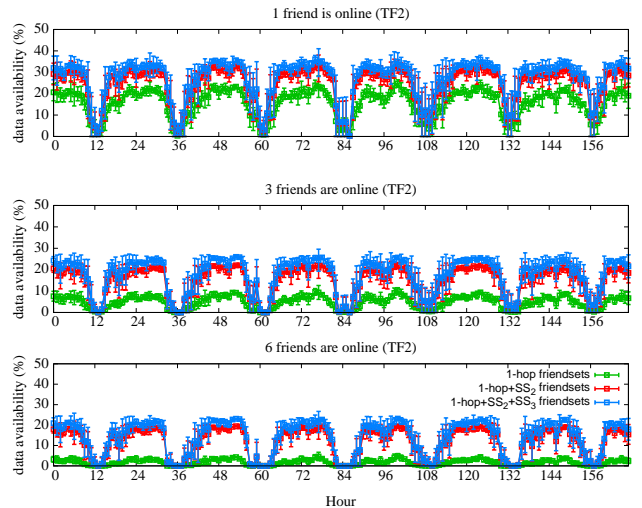 1 friend is online (TF2)
data availability (%)
50
40
30
20
10
0
0 12 24 36 48 60 72 84 96 108 120 132 144 156
3 friends are online (TF2)
data availability (%)
50
40
30
20
10
0
0 12 24 36 48 60 72 84 96 108 120 132 144 156
6 friends are online (TF2)
data availability (%)
50
40
30
20
10
0
1-hop friendsets
1-hop+SS2 friendsets
1-hop+SS2+SS3 friendsets
0 12 24 36 48 60 72 84 96 108 120 132 144 156
Hour